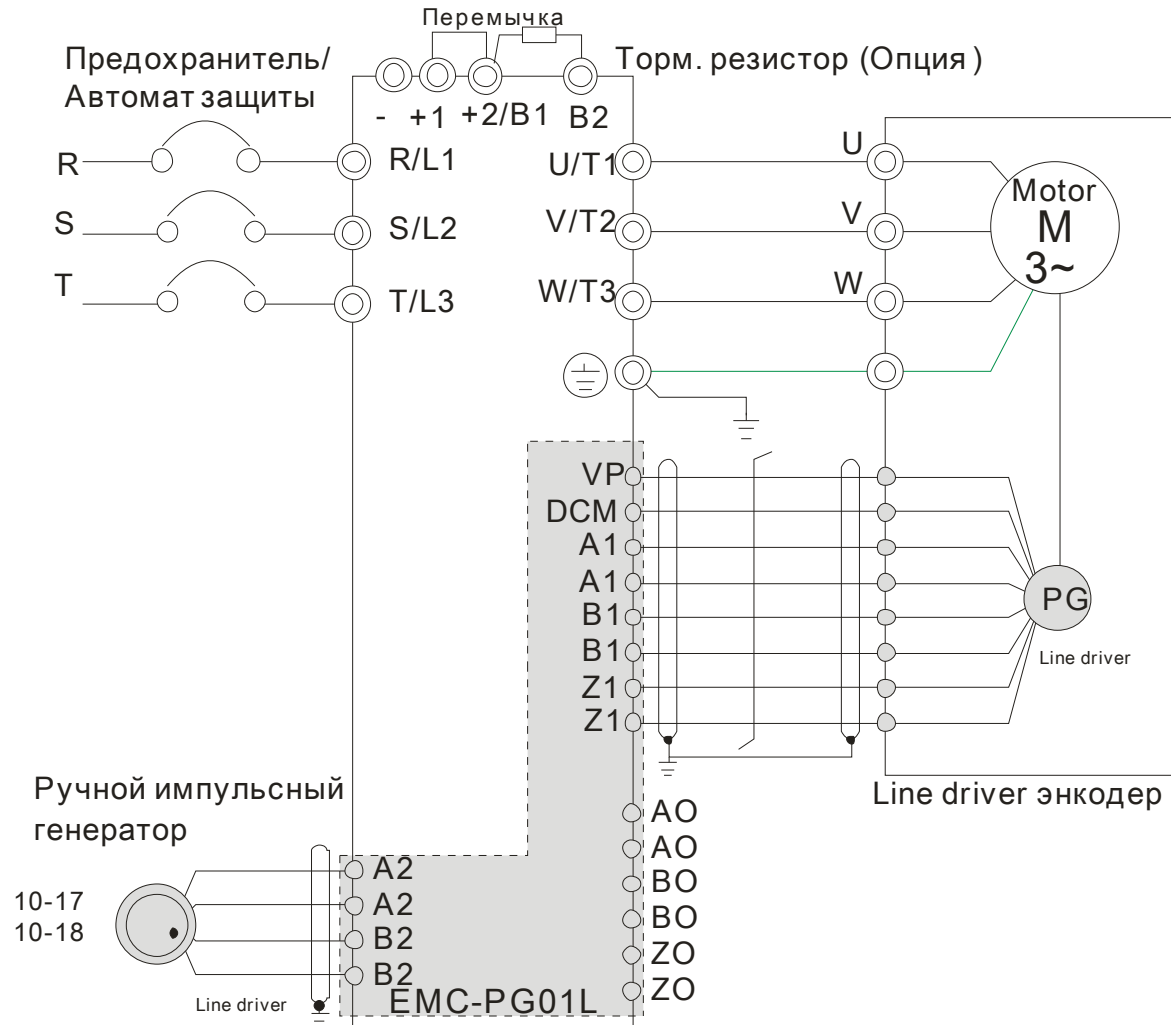 Перемычка
Предохранитель/
Автомат защиты
Торм. резистор (Опция)
- +1 +2/B1 B2
R
R/L1
U/T1
U
S
S/L2
V/T2
V
T
T/L3
W/T3
W
Motor
M
3~
VP
DCM
A1
A1
B1
B1
Z1
Z1
PG
Line driver
Line driver энкодер
Ручной импульсный
генератор
10-17
10-18
A2
A2
B2
B2
Line driver
EMC-PG01L
AO
AO
BO
BO
ZO
ZO